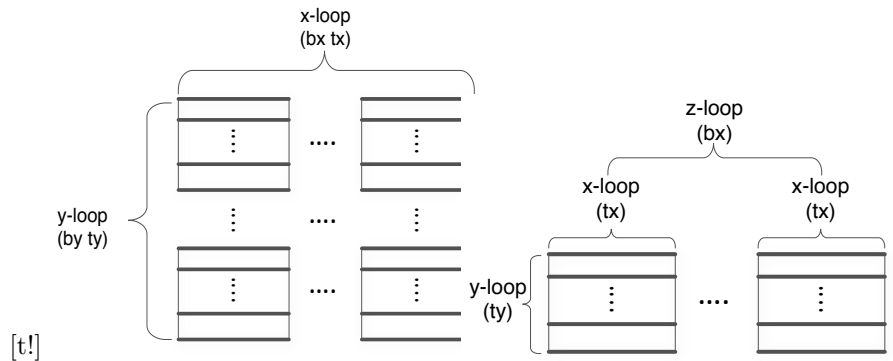 x-loop
(bx tx)
y-loop
(by ty)
z-loop
(bx)
x-loop
(tx)
x-loop
(tx)
y-loop
(ty)
[t!]